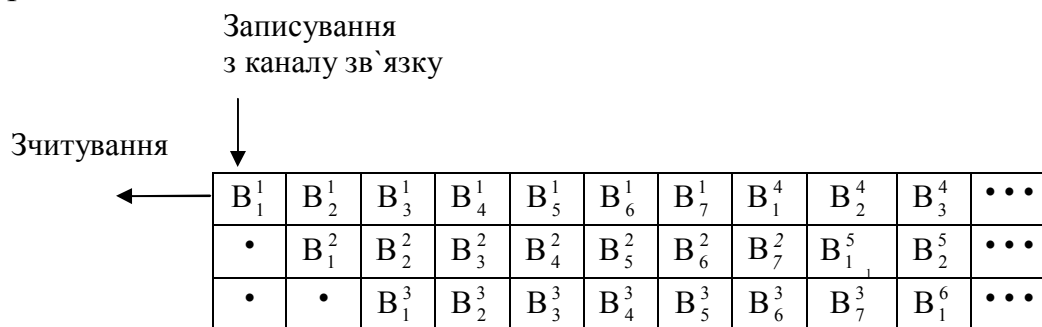 Записування
з каналу зв`язку
Зчитування
B₁¹ B₂¹ B₃¹ B₄¹ B₅¹ B₆¹ B₇¹ B₁⁴ B₂⁴ B₃⁴ •••
• B₁² B₂² B₃² B₄² B₅² B₆² B₇² B₁⁵ ₁ B₂⁵ •••
• • B₁³ B₂³ B₃³ B₄³ B₅³ B₆³ B₇³ B₁⁶ •••